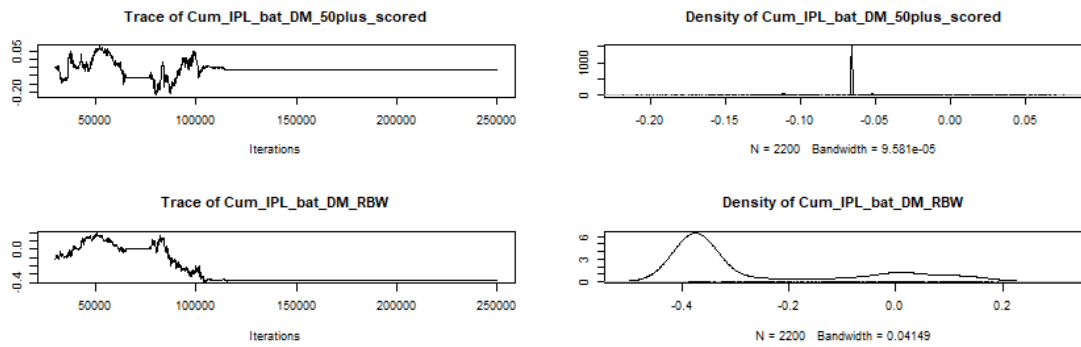 Trace of Cum_IPL_bat_DM_50plus_scored
0.05
-0.20
50000 100000 150000 200000 250000
Iterations
Density of Cum_IPL_bat_DM_50plus_scored
1000
0
-0.20 -0.15 -0.10 -0.05 0.00 0.05
N = 2200 Bandwidth = 9.581e-05
Trace of Cum_IPL_bat_DM_RBW
0.0
-0.4
50000 100000 150000 200000 250000
Iterations
Density of Cum_IPL_bat_DM_RBW
6
3
0
-0.4 -0.2 0.0 0.2
N = 2200 Bandwidth = 0.04149